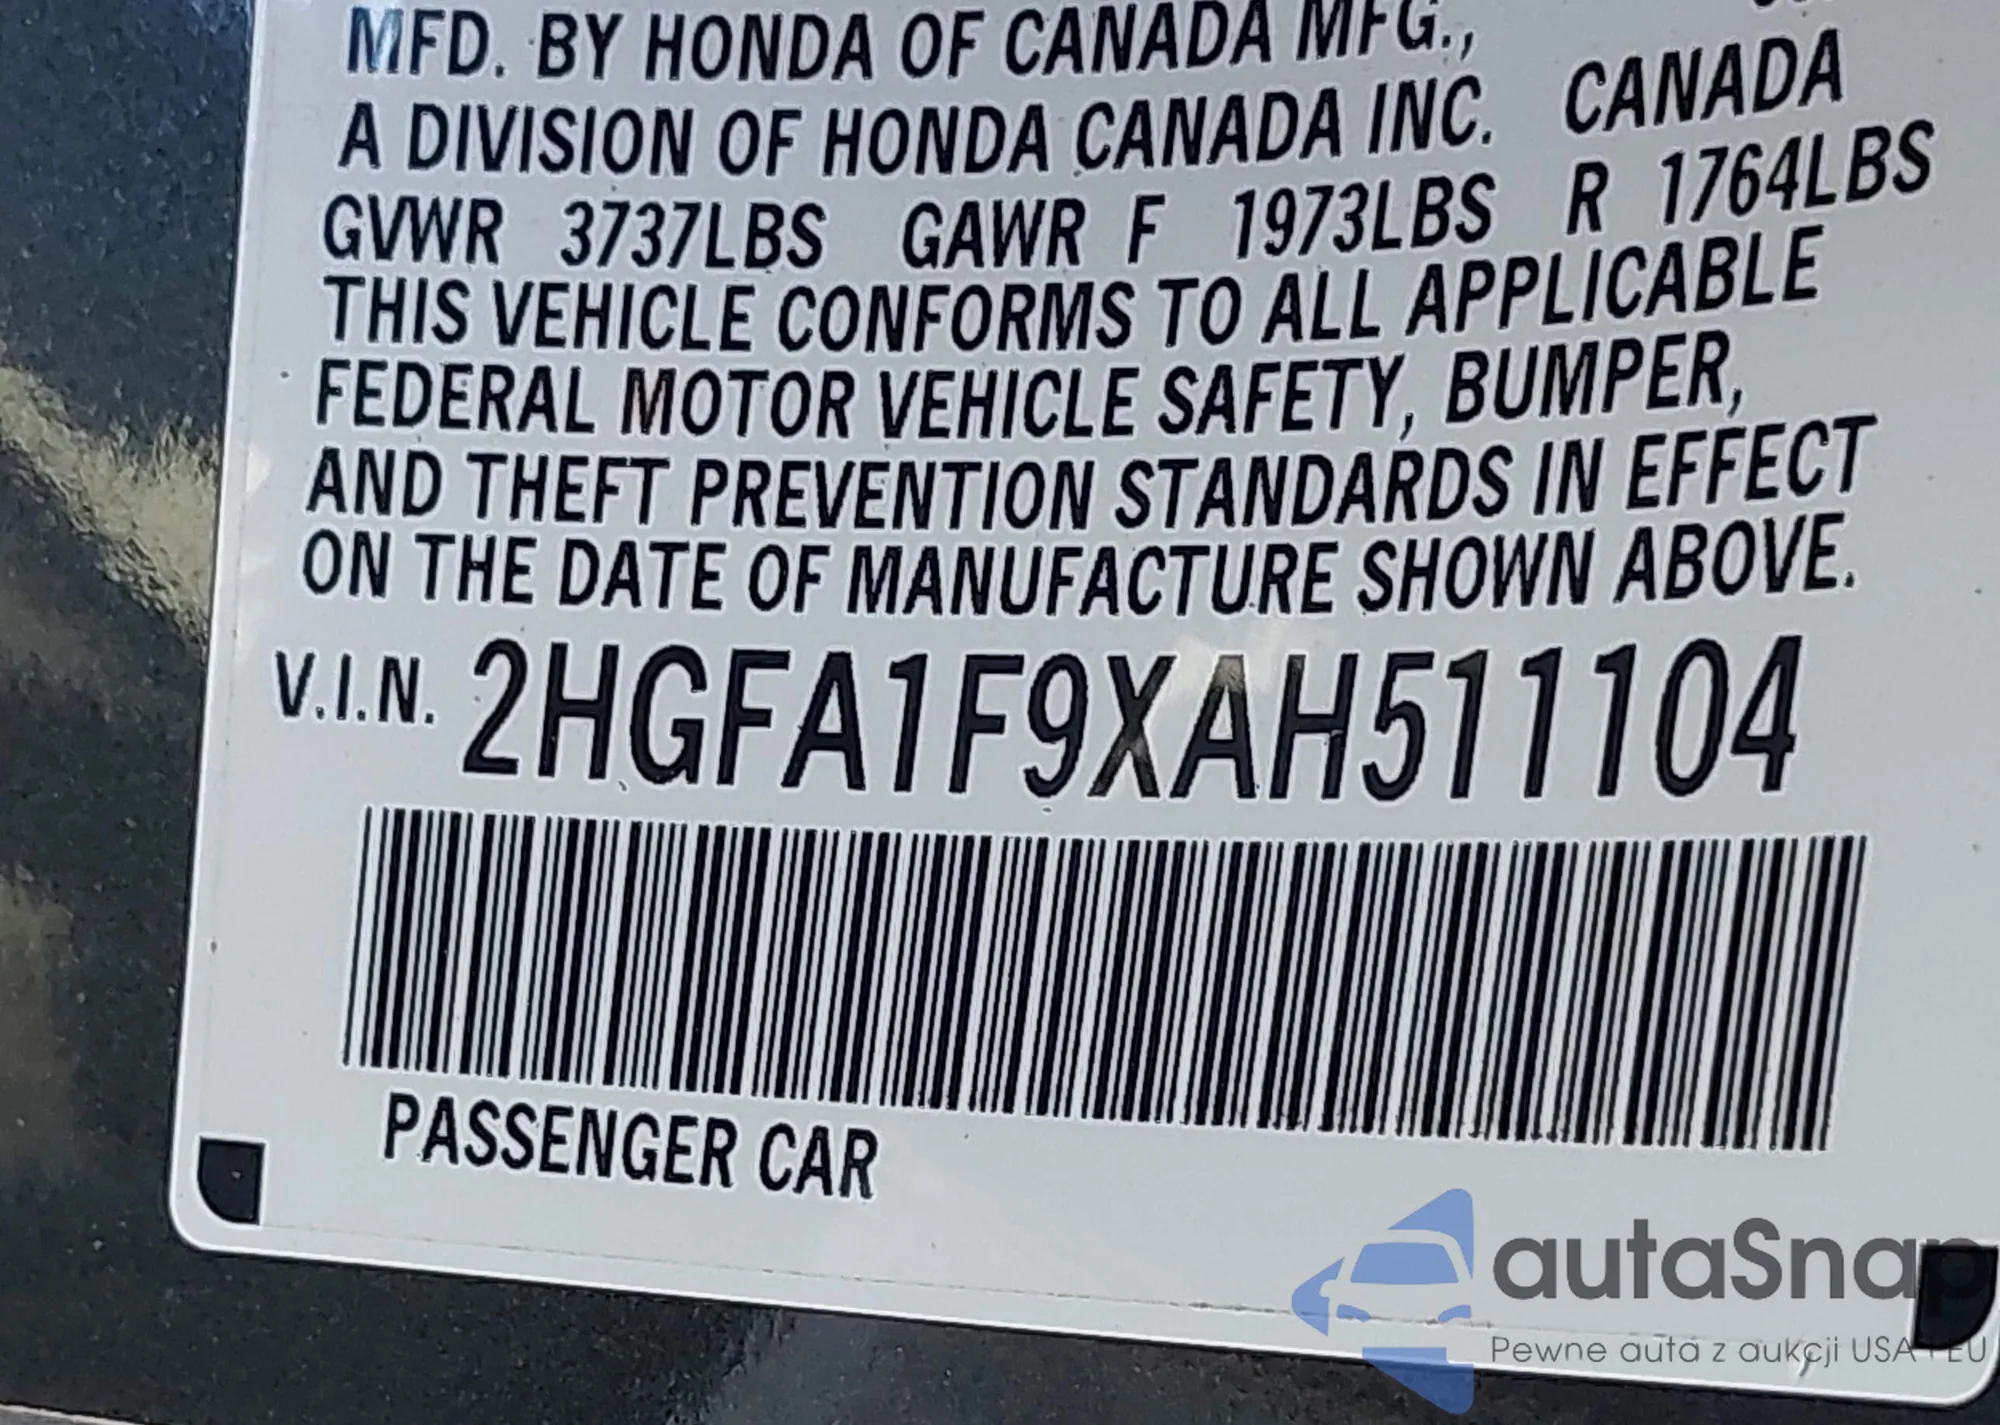 MFD. BY HONDA OF CANADA MFG.,
A DIVISION OF HONDA CANADA INC. CANADA
GVWR 3737LBS GAWR F 1973LBS R 1764LBS
THIS VEHICLE CONFORMS TO ALL APPLICABLE
FEDERAL MOTOR VEHICLE SAFETY, BUMPER,
AND THEFT PREVENTION STANDARDS IN EFFECT
ON THE DATE OF MANUFACTURE SHOWN ABOVE.
V.I.N. 2HGFA1F9XAH511104
PASSENGER CAR
autaSnap
Pewne auta z aukcji USA i EU